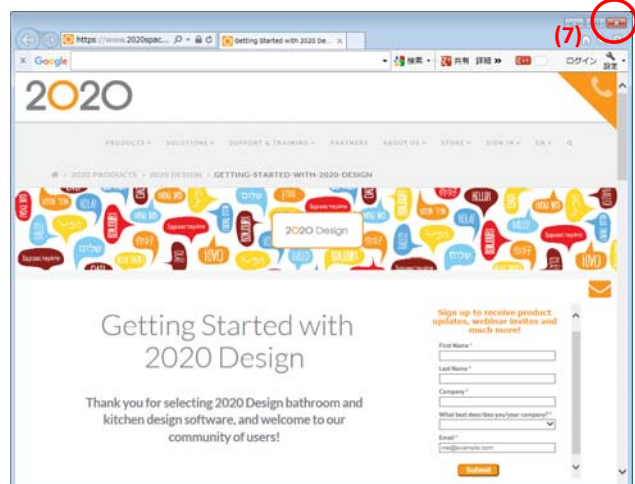 (7)
https://www.2020spac...
Getting Started with 2020 De...
x Google
検索
共有 詳細 »
ログイン
設定
2020
PRODUCTS SOLUTIONS SUPPORT & TRAINING PARTNERS ABOUT US STORE SIGN IN EN
2020 PRODUCTS > 2020 DESIGN > GETTING-STARTED-WITH-2020-DESIGN
HELLO!
2020 Design
Getting Started with
2020 Design
Thank you for selecting 2020 Design bathroom and
kitchen design software, and welcome to our
community of users!
Sign up to receive product
updates, webinar invites and
much more!
First Name *
Last Name *
Company *
What best describes you/your company? *
Email *
me@example.com
Submit